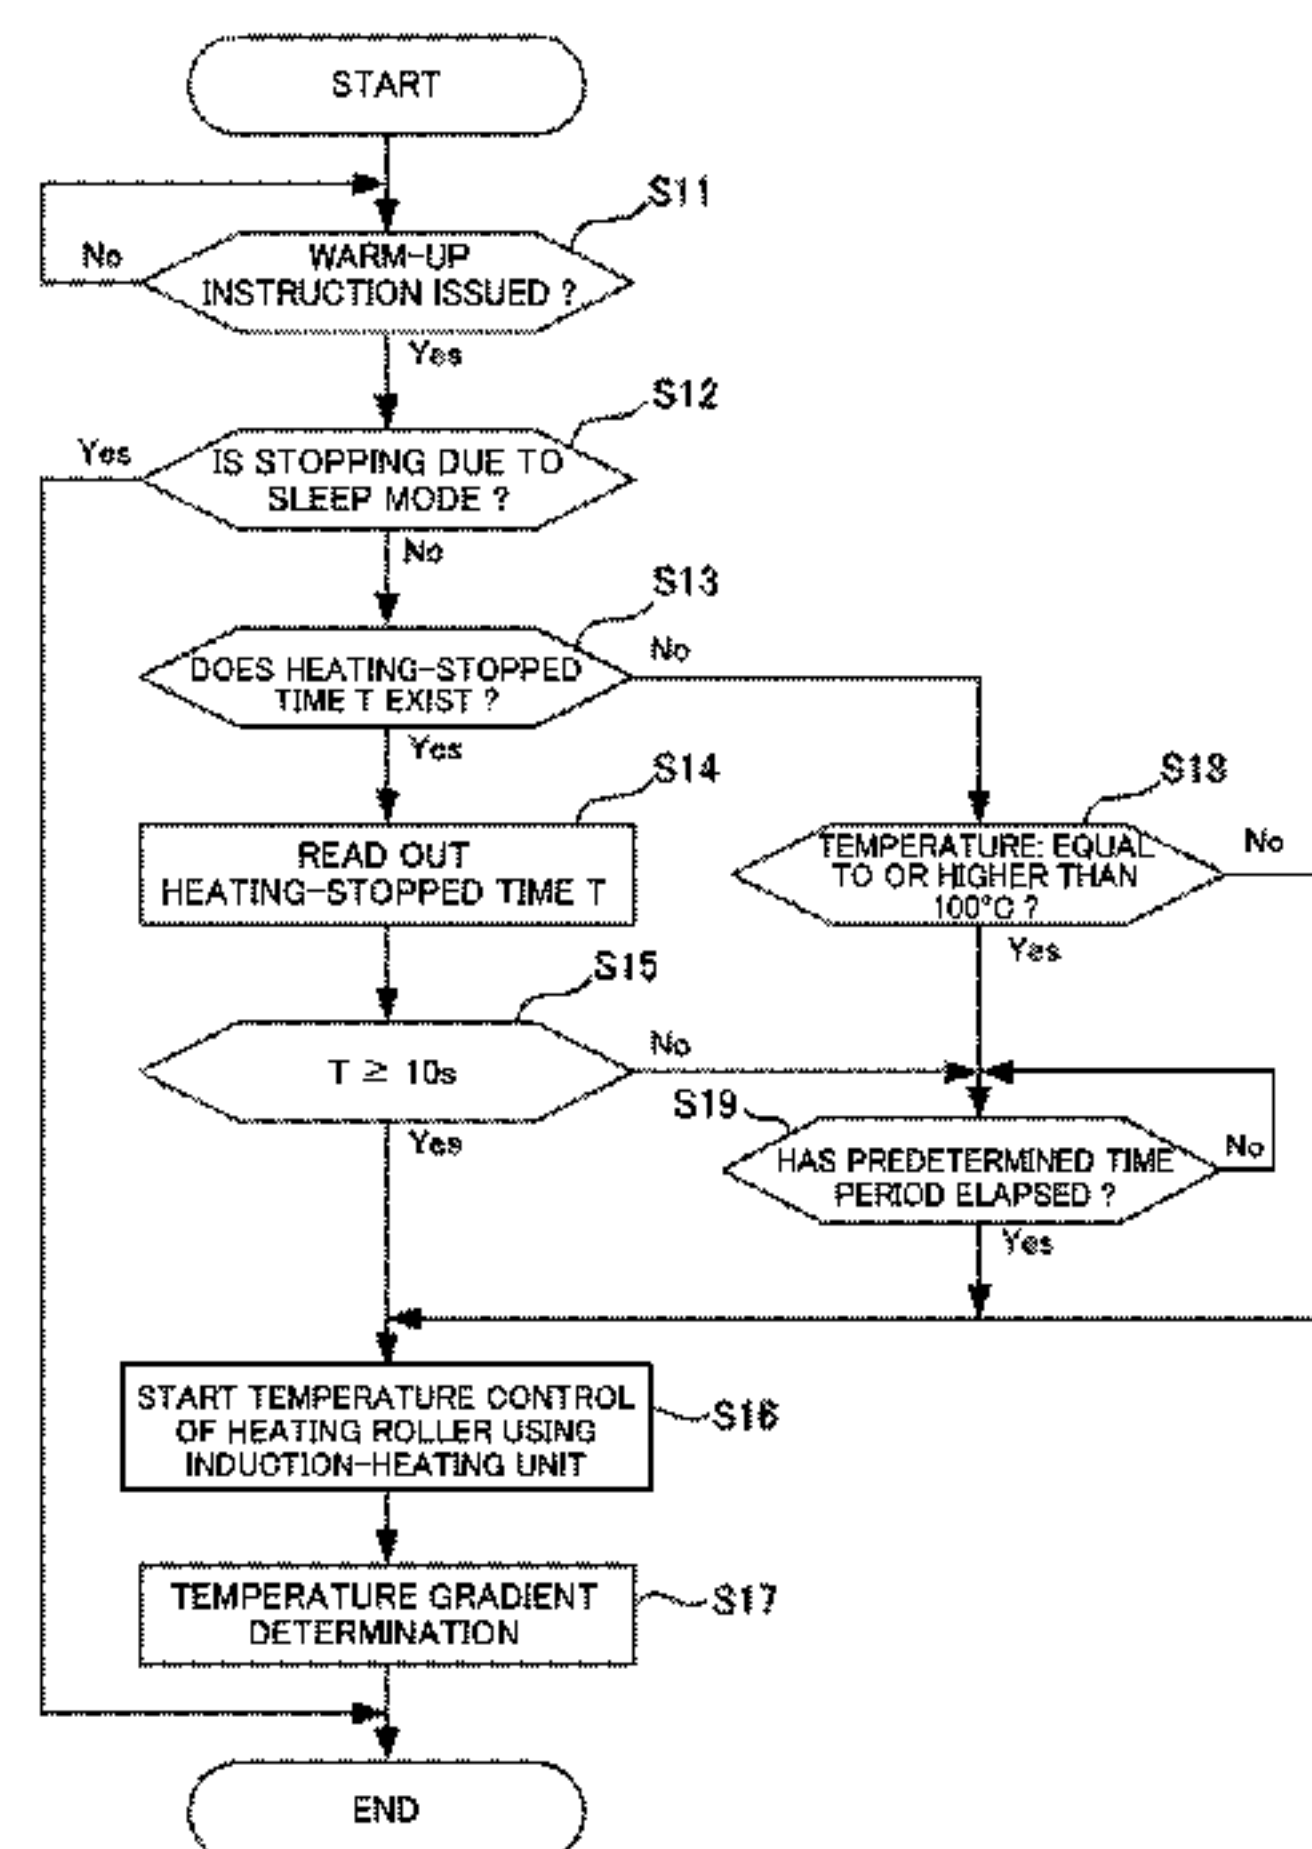 START
S11
No
WARM-UP
INSTRUCTION ISSUED ?
Yes
S12
Yes
IS STOPPING DUE TO
SLEEP MODE ?
No
S13
No
DOES HEATING-STOPPED
TIME T EXIST ?
Yes
S14
READ OUT
HEATING-STOPPED TIME T
S18
No
TEMPERATURE: EQUAL
TO OR HIGHER THAN
100°C ?
Yes
S15
T ≥ 10s
No
Yes
S19
HAS PREDETERMINED TIME
PERIOD ELAPSED ?
No
Yes
START TEMPERATURE CONTROL
OF HEATING ROLLER USING
INDUCTION-HEATING UNIT
S16
TEMPERATURE GRADIENT
DETERMINATION
S17
END